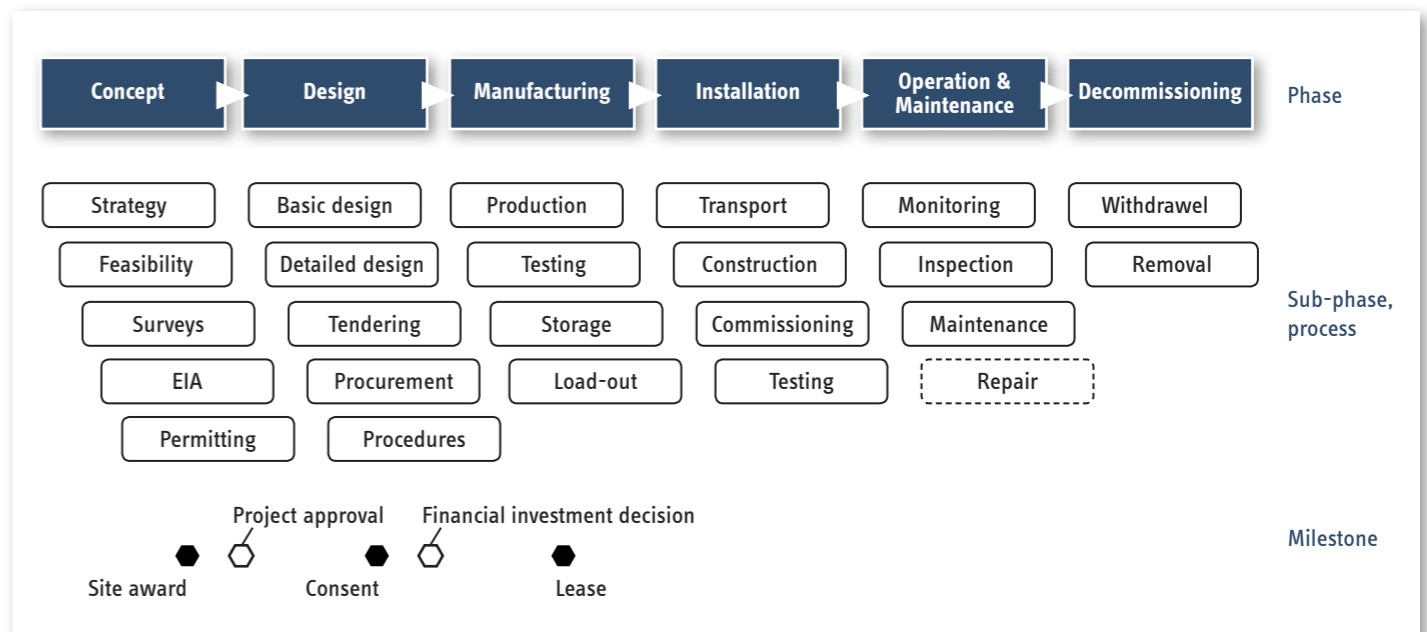 Concept
Design
Manufacturing
Installation
Operation &
Maintenance
Decommissioning
Phase
Strategy
Basic design
Production
Transport
Monitoring
Withdrawel
Feasibility
Detailed design
Testing
Construction
Inspection
Removal
Sub-phase,
process
Surveys
Tendering
Storage
Commissioning
Maintenance
EIA
Procurement
Load-out
Testing
Repair
Permitting
Procedures
Project approval
Financial investment decision
Milestone
Site award
Consent
Lease